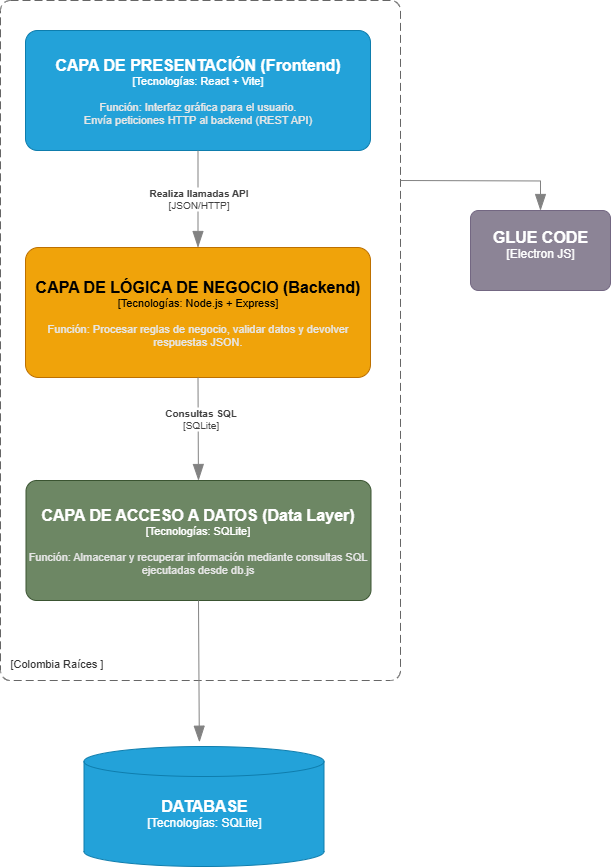 CAPA DE PRESENTACIÓN (Frontend)
[Tecnologías: React + Vite]
Función: Interfaz gráfica para el usuario.
Envía peticiones HTTP al backend (REST API)
Realiza llamadas API
[JSON/HTTP]
GLUE CODE
[Electron JS]
CAPA DE LÓGICA DE NEGOCIO (Backend)
[Tecnologías: Node.js + Express]
Función: Procesar reglas de negocio, validar datos y devolver
respuestas JSON.
Consultas SQL
[SQLite]
CAPA DE ACCESO A DATOS (Data Layer)
[Tecnologías: SQLite]
Función: Almacenar y recuperar información mediante consultas SQL
ejecutadas desde db.js
[Colombia Raíces ]
DATABASE
[Tecnologías: SQLite]